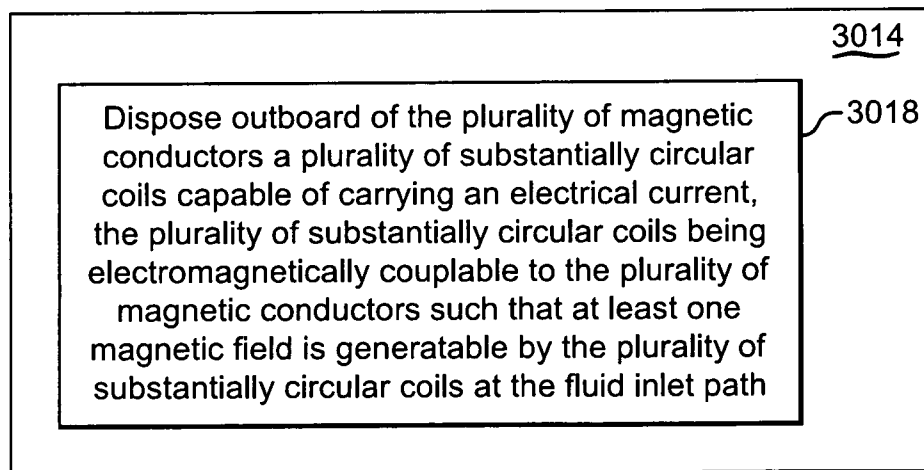 3014
3018
Dispose outboard of the plurality of magnetic
conductors a plurality of substantially circular
coils capable of carrying an electrical current,
the plurality of substantially circular coils being
electromagnetically couplable to the plurality of
magnetic conductors such that at least one
magnetic field is generatable by the plurality of
substantially circular coils at the fluid inlet path